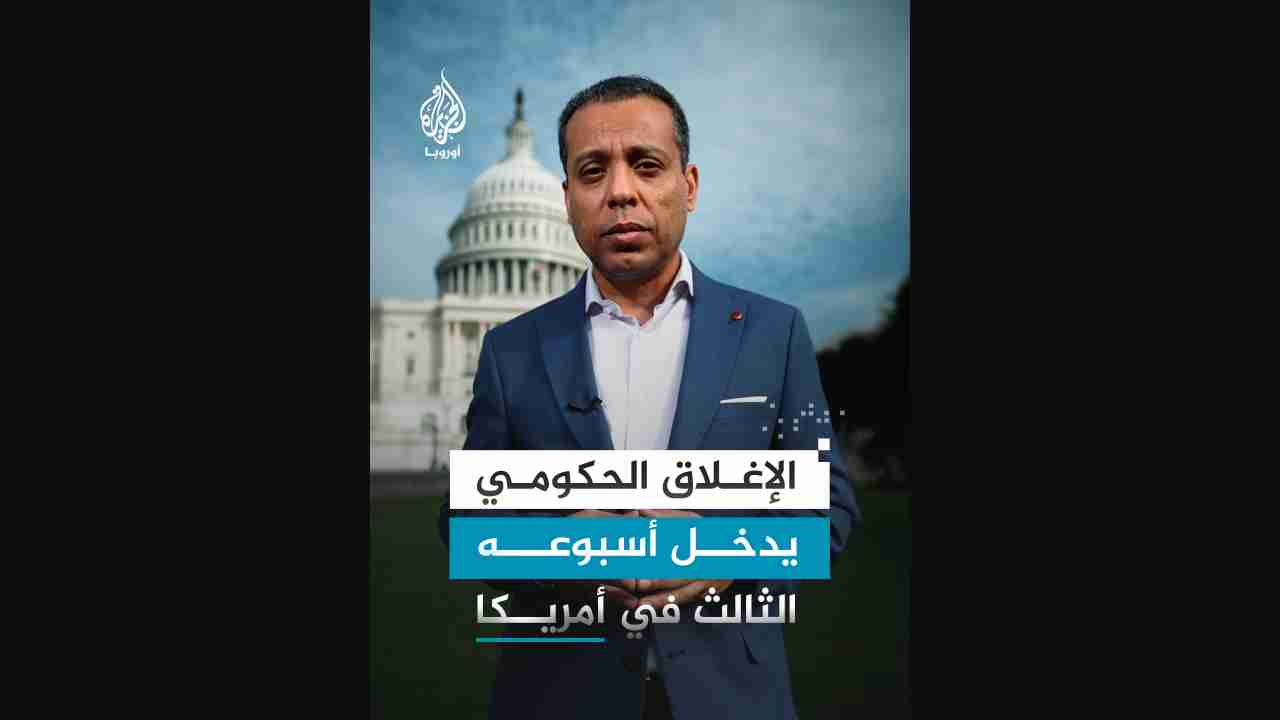 الجزيرة
أوروبا
الإغلاق الحكومي
يدخل أسبوعه
الثالث في أمريكا